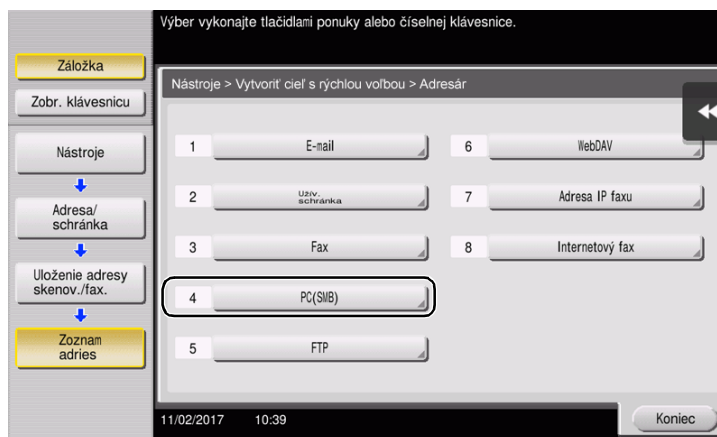 Výber vykonajte tlačidlami ponuky alebo číselnej klávesnice.
Záložka
Zobr. klávesnicu
Nástroje
Adresa/
schránka
Uloženie adresy
skenov./fax.
Zoznam
adries
Nástroje > Vytvoriť cieľ s rýchlou voľbou > Adresár
1 E-mail
2 Užív.
schránka
3 Fax
4 PC(SMB)
5 FTP
6 WebDAV
7 Adresa IP faxu
8 Internetový fax
11/02/2017 10:39
Koniec